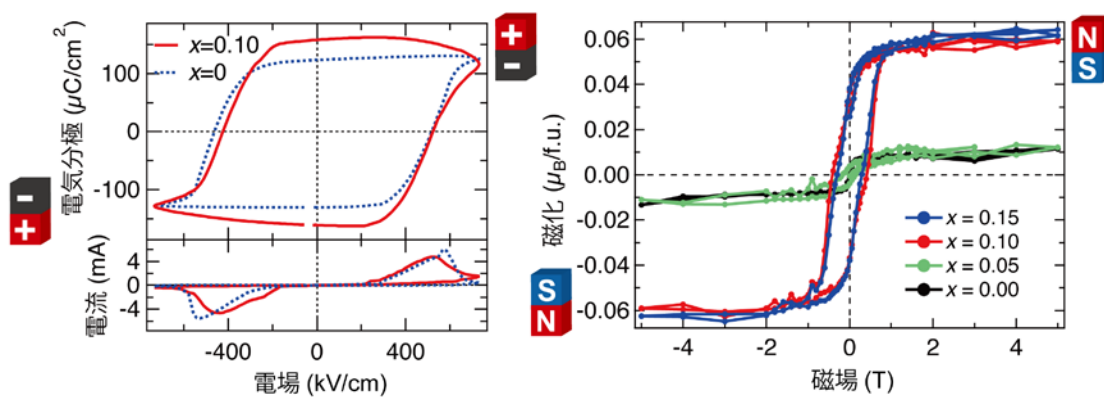 電気分極 (μC/cm²)
100
0
-100
x=0.10
x=0
+
-
-
+
電流 (mA)
4
0
-4
-400
0
400
電場 (kV/cm)
磁化 (μB/f.u.)
0.06
0.04
0.02
0.00
-0.02
-0.04
-0.06
N
S
S
N
x = 0.15
x = 0.10
x = 0.05
x = 0.00
-4
-2
0
2
4
磁場 (T)